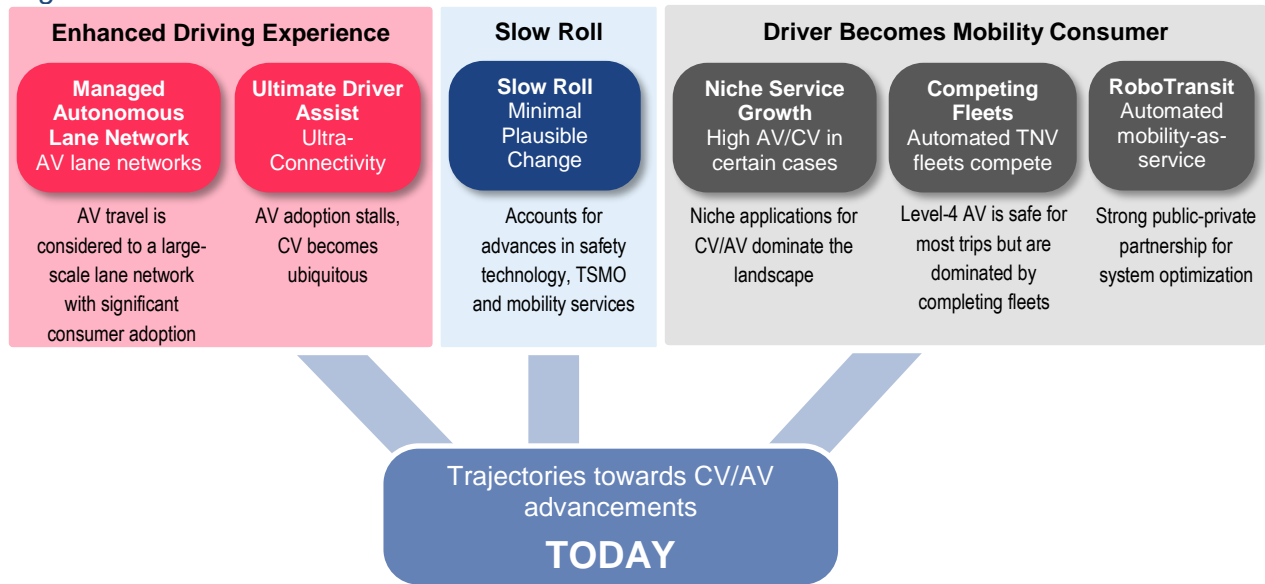 Enhanced Driving Experience
Slow Roll
Driver Becomes Mobility Consumer
Managed
Autonomous
Lane Network
AV lane networks
Ultimate Driver
Assist
Ultra-
Connectivity
Slow Roll
Minimal
Plausible
Change
Niche Service
Growth
High AV/CV in
certain cases
Competing
Fleets
Automated TNV
fleets compete
RoboTransit
Automated
mobility-as-
service
AV travel is
considered to a large-
scale lane network
with significant
consumer adoption
AV adoption stalls,
CV becomes
ubiquitous
Accounts for
advances in safety
technology, TSMO
and mobility services
Niche applications for
CV/AV dominate the
landscape
Level-4 AV is safe for
most trips but are
dominated by
completing fleets
Strong public-private
partnership for
system optimization
Trajectories towards CV/AV
advancements
TODAY